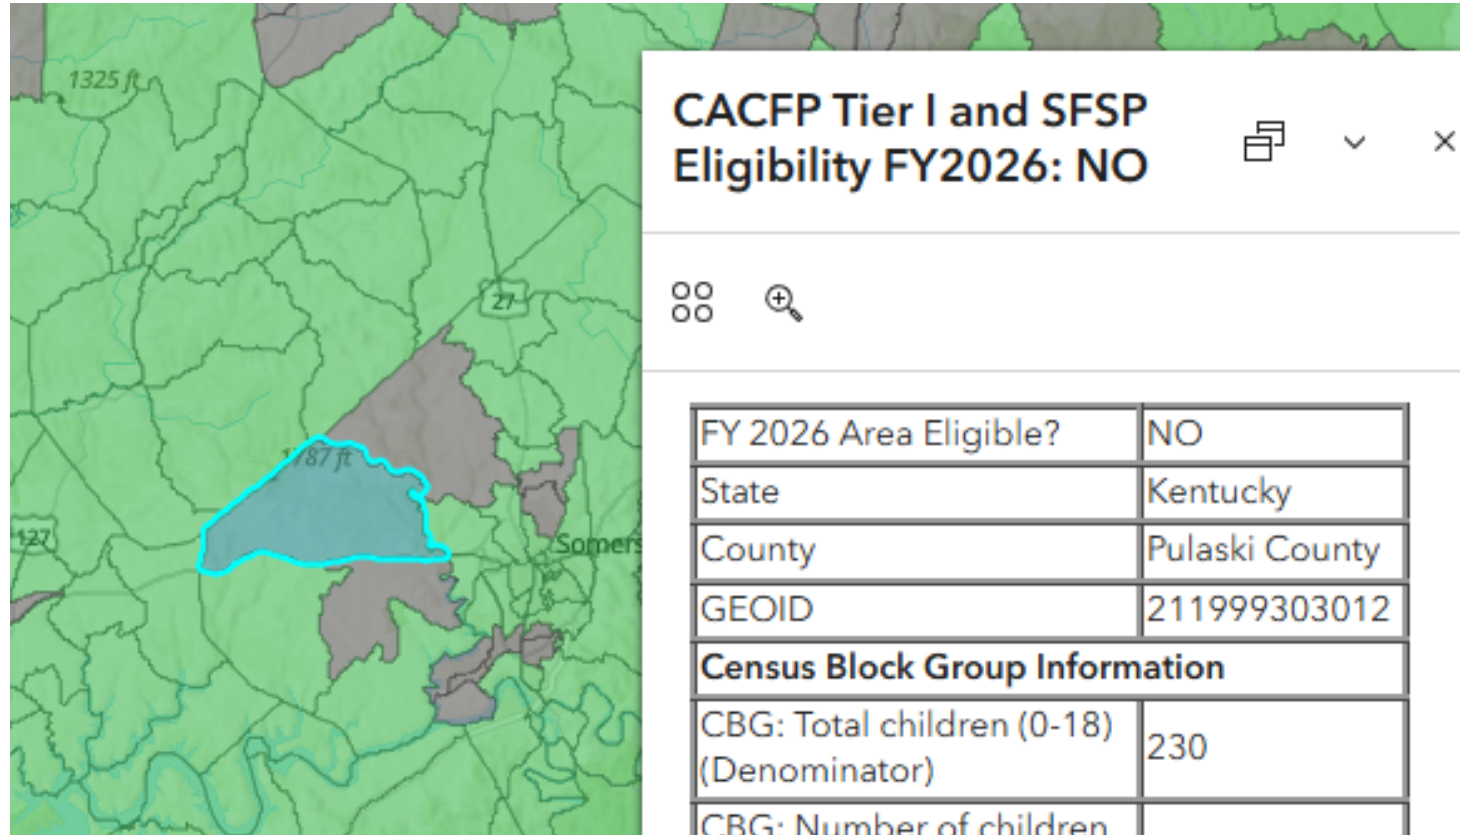 1325 ft
CACFP Tier I and SFSP
Eligibility FY2026: NO
27
FY 2026 Area Eligible? NO
1787 ft
State Kentucky
127
Somers
County Pulaski County
GEOID 211999303012
Census Block Group Information
CBG: Total children (0-18)
(Denominator) 230
CBG: Number of children